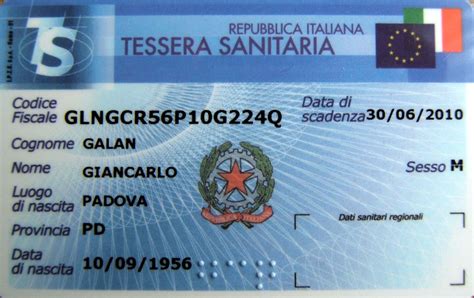 REPUBBLICA ITALIANA
TESSERA SANITARIA
TS
Codice
Fiscale GLNGCR56P10G224Q
Data di
scadenza 30/06/2010
Cognome GALAN
Nome GIANCARLO
Sesso M
Luogo
di nascita PADOVA
Provincia PD
Dati sanitari regionali
Data
di nascita 10/09/1956